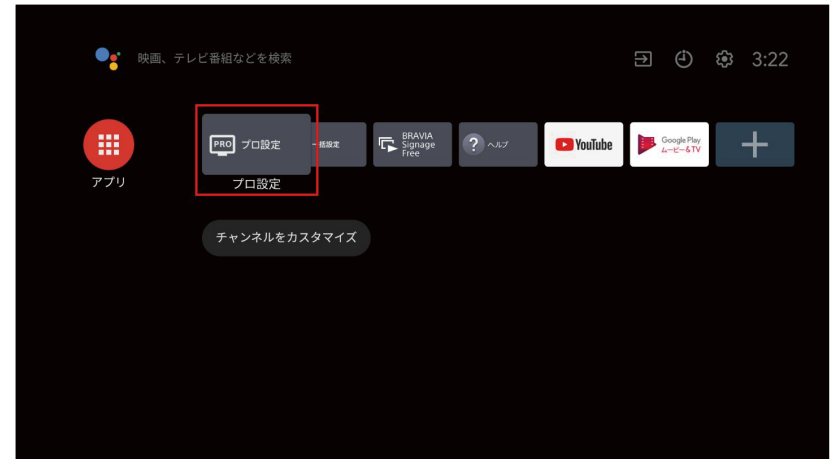 映画、テレビ番組などを検索
3:22
PRO プロ設定
一括設定
BRAVIA
Signage
Free
? ヘルプ
YouTube
Google Play
ムービー&TV
アプリ
プロ設定
チャンネルをカスタマイズ